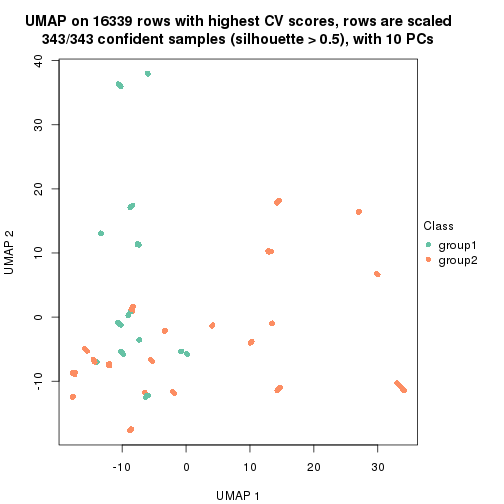 UMAP on 16339 rows with highest CV scores, rows are scaled
343/343 confident samples (silhouette > 0.5), with 10 PCs
40
30
20
10
0
-10
UMAP 2
-10
0
10
20
30
UMAP 1
Class
group1
group2